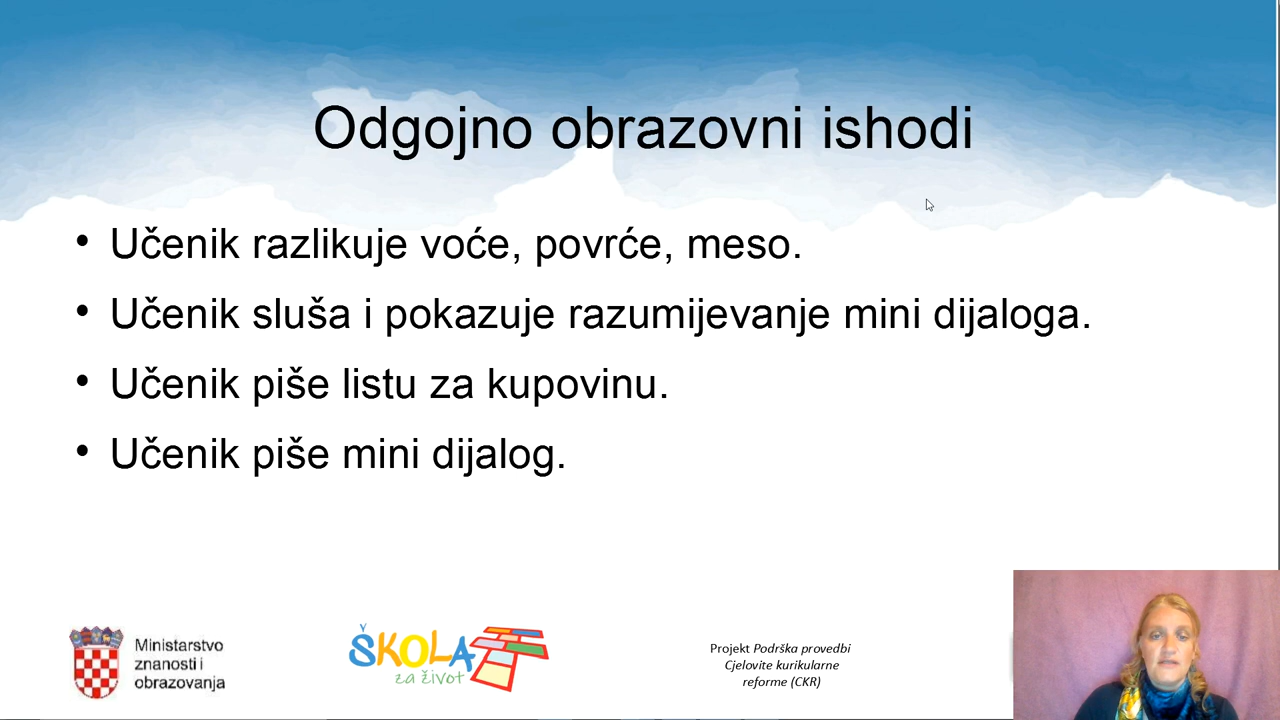 Odgojno obrazovni ishodi
• Učenik razlikuje voće, povrće, meso.
• Učenik sluša i pokazuje razumijevanje mini dijaloga.
• Učenik piše listu za kupovinu.
• Učenik piše mini dijalog.
Ministarstvo
znanosti i
obrazovanja
ŠKOLA
za život
Projekt Podrška provedbi
Cjelovite kurikularne
reforme (CKR)